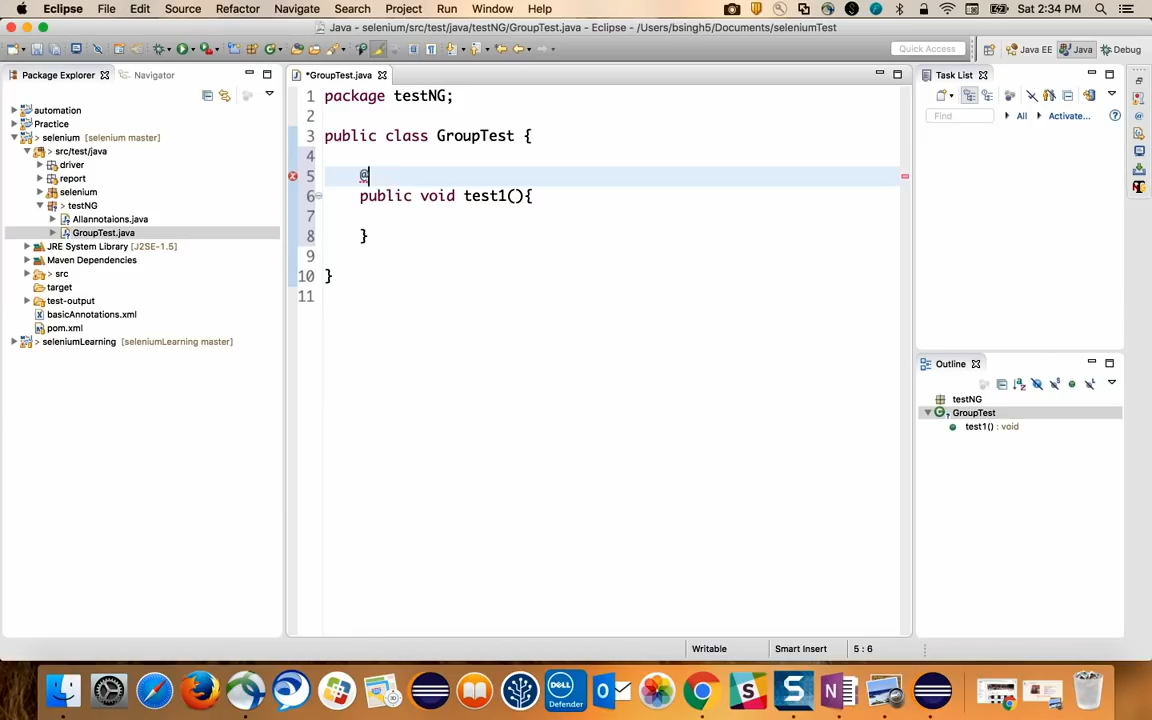 Eclipse File Edit Source Refactor Navigate Search Project Run Window Help Sat 2:34 PM
Java - selenium/src/test/java/testNG/GroupTest.java - Eclipse - /Users/bsingh5/Documents/seleniumTest
Quick Access Java EE Java Debug
Package Explorer Navigator
automation
Practice
> selenium [selenium master]
> src/test/java
driver
report
> selenium
> testNG
AIlannotaions.java
GroupTest.java
JRE System Library [J2SE-1.5]
Maven Dependencies
> src
target
test-output
basicAnnotations.xml
pom.xml
> seleniumLearning [seleniumLearning master]
*GroupTest.java
1 package testNG;
2
3 public class GroupTest {
4
5 @
6 public void test1(){
7
8 }
9
10 }
11
Task List
Find All Activate...
Outline
testNG
GroupTest
test1() : void
Writable Smart Insert 5 : 6
DELL
Defender